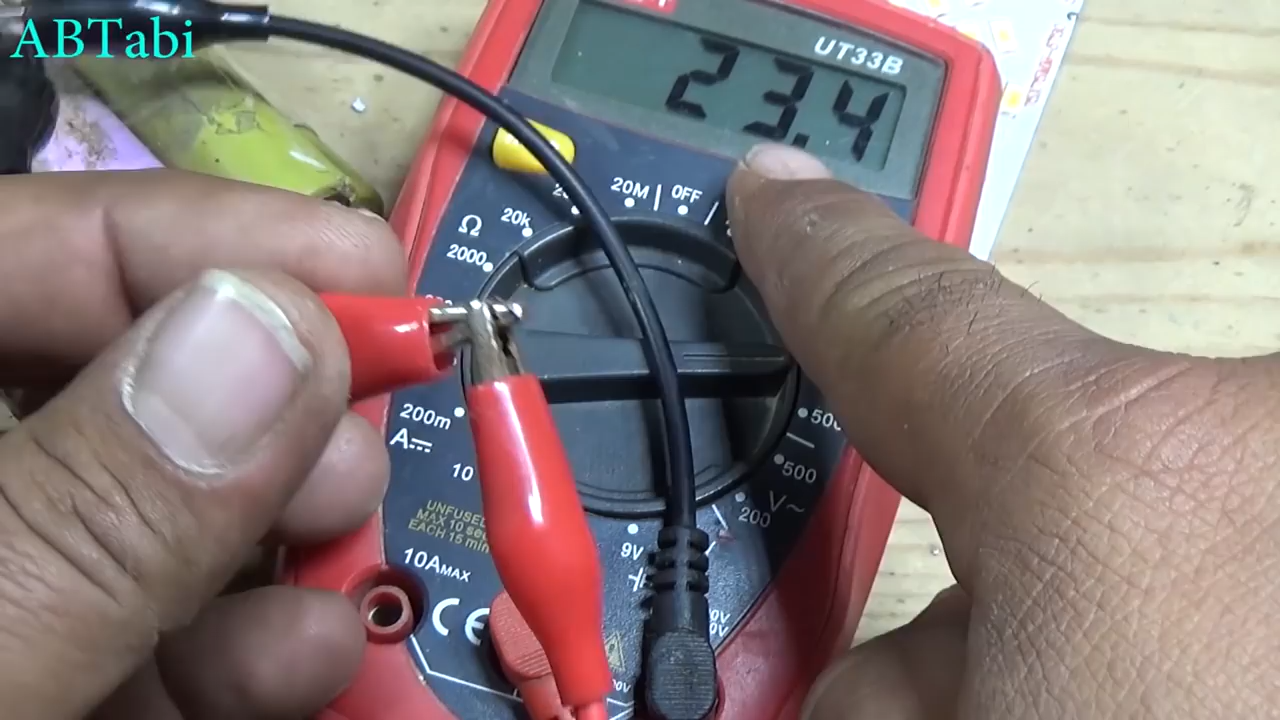 ABTabi
UT33B
23.4
20M
OFF
20k
Ω
2000
200m
A
10
500
V~
200
UNFUSED
MAX 10 sec
EACH 15 min
9V
10AMAX
CE